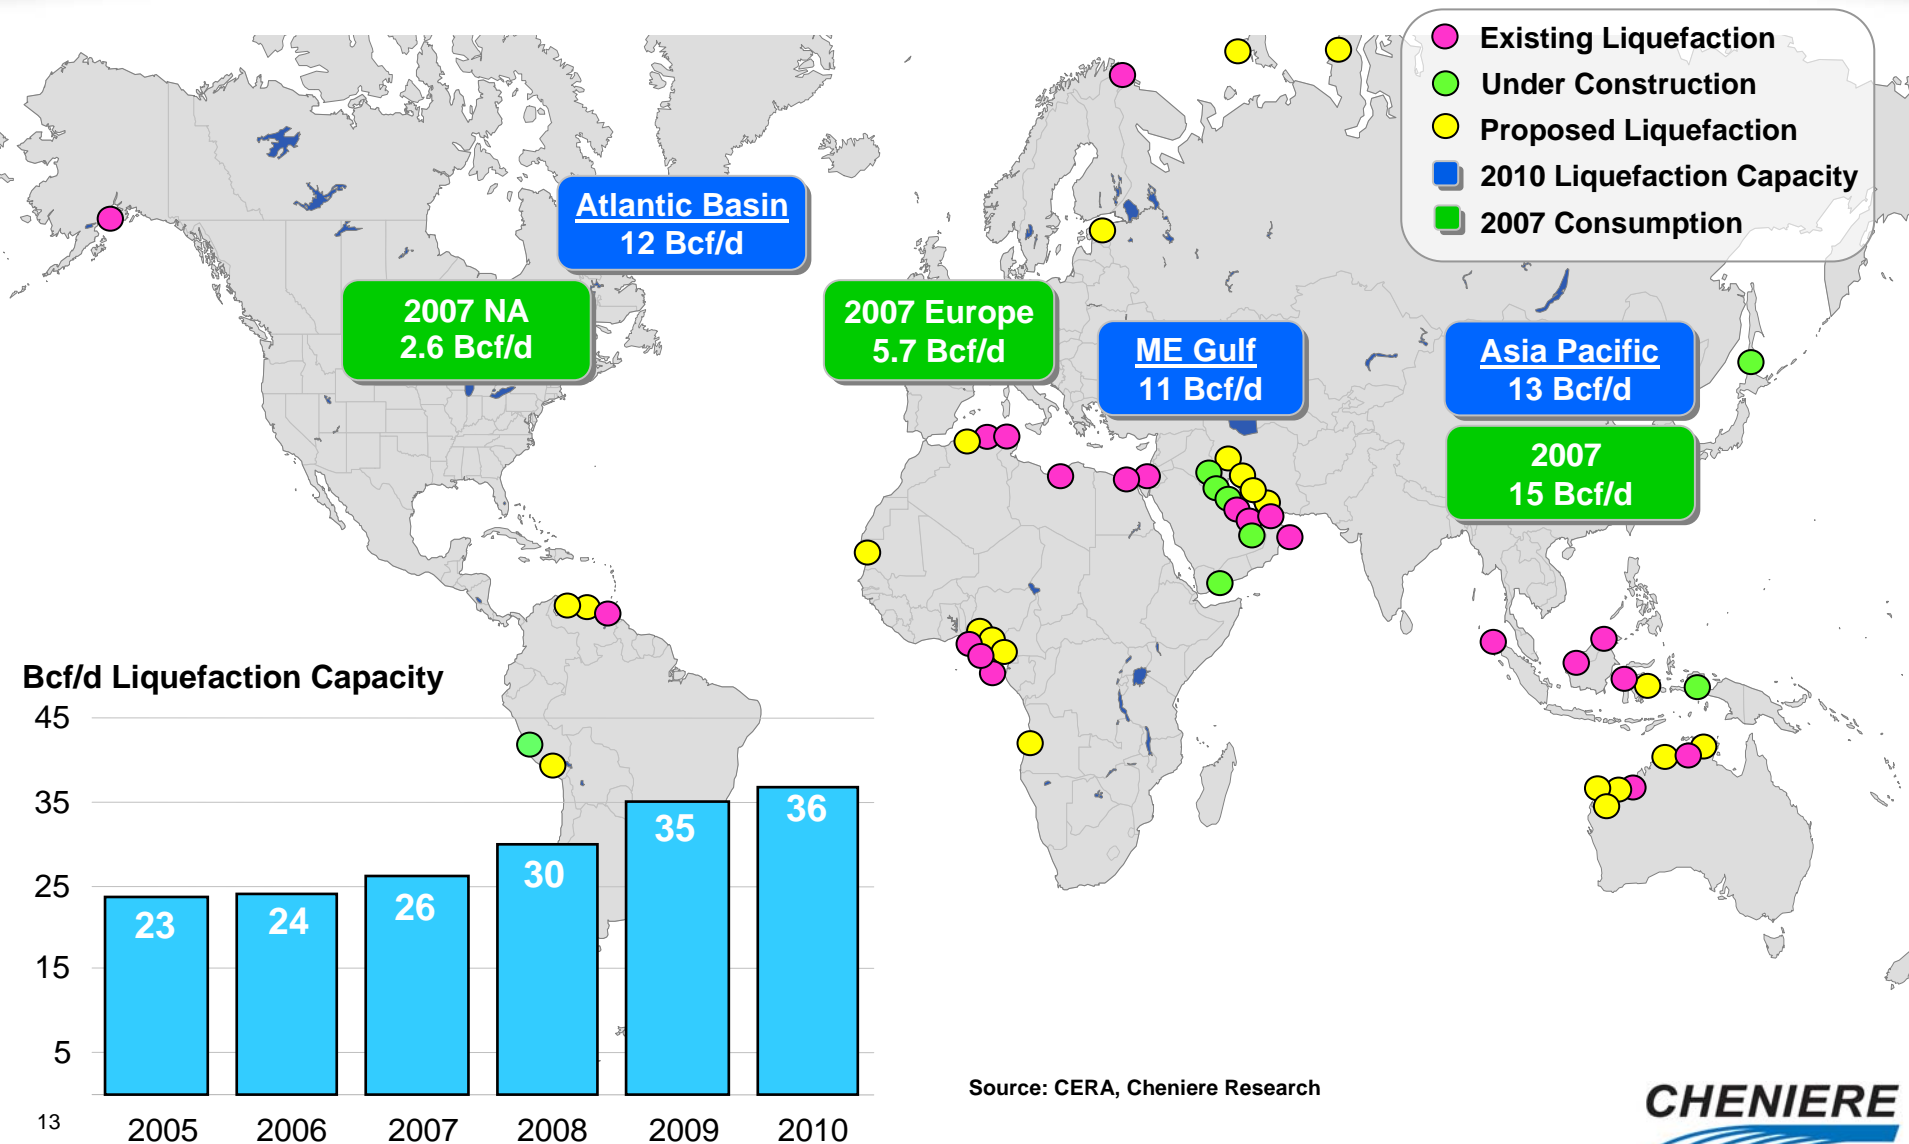 Existing Liquefaction
Under Construction
Proposed Liquefaction
2010 Liquefaction Capacity
2007 Consumption
Atlantic Basin
12 Bcf/d
2007 NA
2.6 Bcf/d
2007 Europe
5.7 Bcf/d
ME Gulf
11 Bcf/d
Asia Pacific
13 Bcf/d
2007
15 Bcf/d
Bcf/d Liquefaction Capacity
45
35
25
15
5
23
24
26
30
35
36
2005
2006
2007
2008
2009
2010
Source: CERA, Cheniere Research
13
CHENIERE